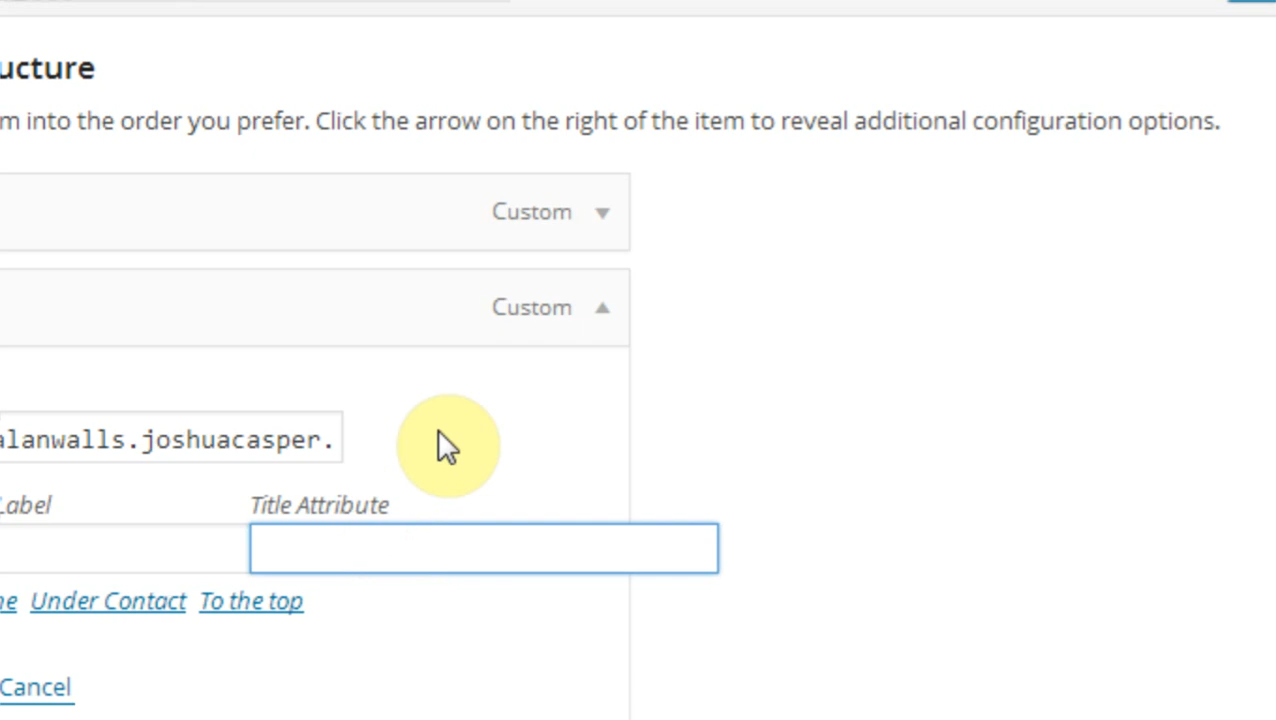 ucture
m into the order you prefer. Click the arrow on the right of the item to reveal additional configuration options.
Custom
Custom
alanwalls.joshuacasper.
Label Title Attribute
ne Under Contact To the top
Cancel